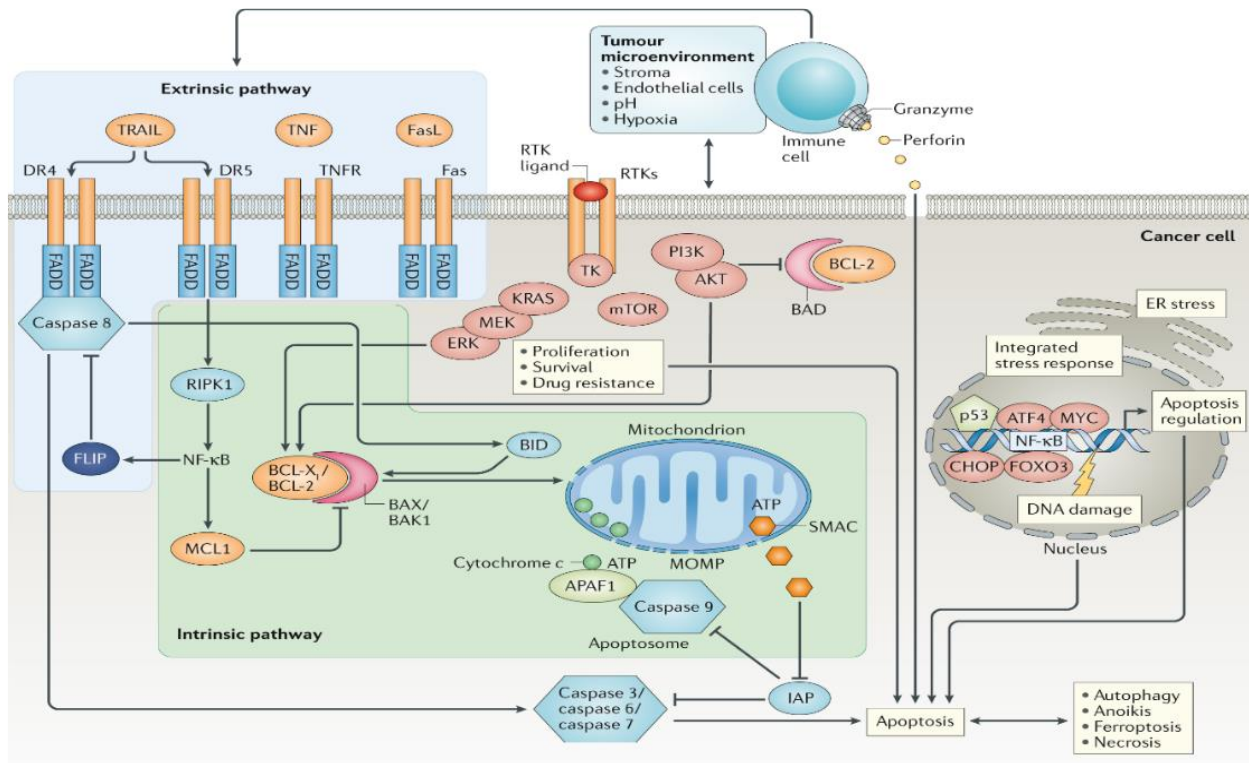 Tumour
microenvironment
• Stroma
• Endothelial cells
• pH
• Hypoxia
Immune
cell
Granzyme
Perforin
Extrinsic pathway
TRAIL
TNF
FasL
DR4
DR5
TNFR
Fas
RTK
ligand
RTKs
FADD
FADD
FADD
FADD
FADD
FADD
FADD
FADD
Cancer cell
Caspase 8
TK
KRAS
MEK
ERK
mTOR
PI3K
AKT
BCL-2
BAD
• Proliferation
• Survival
• Drug resistance
ER stress
Integrated
stress response
p53
ATF4
MYC
NF-κB
CHOP
FOXO3
Apoptosis
regulation
DNA damage
Nucleus
RIPK1
FLIP
NF-κB
MCL1
BCL-XL/
BCL-2
BAX/
BAK1
BID
Mitochondrion
ATP
SMAC
Cytochrome c
ATP
MOMP
APAF1
Caspase 9
Apoptosome
Intrinsic pathway
IAP
Caspase 3/
caspase 6/
caspase 7
Apoptosis
• Autophagy
• Anoikis
• Ferroptosis
• Necrosis